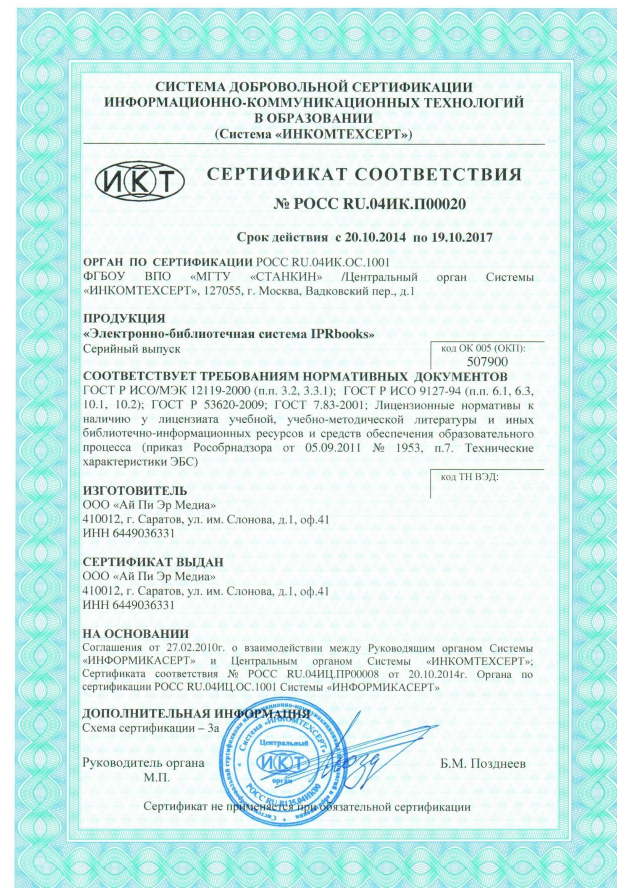 СИСТЕМА ДОБРОВОЛЬНОЙ СЕРТИФИКАЦИИ
ИНФОРМАЦИОННО-КОММУНИКАЦИОННЫХ ТЕХНОЛОГИЙ
В ОБРАЗОВАНИИ
(Система «ИНКОМТЕХСЕРТ»)
ИКТ
СЕРТИФИКАТ СООТВЕТСТВИЯ
№ РОСС RU.04ИК.П00020
Срок действия с 20.10.2014 по 19.10.2017
ОРГАН ПО СЕРТИФИКАЦИИ РОСС RU.04ИК.ОС.1001
ФГБОУ ВПО «МГТУ «СТАНКИН» /Центральный орган Системы
«ИНКОМТЕХСЕРТ», 127055, г. Москва, Вадковский пер., д.1
ПРОДУКЦИЯ
«Электронно-библиотечная система IPRbooks»
Серийный выпуск
код ОК 005 (ОКП):
507900
СООТВЕТСТВУЕТ ТРЕБОВАНИЯМ НОРМАТИВНЫХ ДОКУМЕНТОВ
ГОСТ Р ИСО/МЭК 12119-2000 (п.п. 3.2, 3.3.1); ГОСТ Р ИСО 9127-94 (п.п. 6.1, 6.3,
10.1, 10.2); ГОСТ Р 53620-2009; ГОСТ 7.83-2001; Лицензионные нормативы к
наличию у лицензиата учебной, учебно-методической литературы и иных
библиотечно-информационных ресурсов и средств обеспечения образовательного
процесса (приказ Рособрнадзора от 05.09.2011 № 1953, п.7. Технические
характеристики ЭБС)
код ТН ВЭД:
ИЗГОТОВИТЕЛЬ
ООО «Ай Пи Эр Медиа»
410012, г. Саратов, ул. им. Слонова, д.1, оф.41
ИНН 6449036331
СЕРТИФИКАТ ВЫДАН
ООО «Ай Пи Эр Медиа»
410012, г. Саратов, ул. им. Слонова, д.1, оф.41
ИНН 6449036331
НА ОСНОВАНИИ
Соглашения от 27.02.2010г. о взаимодействии между Руководящим органом Системы
«ИНФОРМИКАСЕРТ» и Центральным органом Системы «ИНКОМТЕХСЕРТ»;
Сертификата соответствия № РОСС RU.04ИЦ.ПР00008 от 20.10.2014г. Органа по
сертификации РОСС RU.04ИЦ.ОС.1001 Системы «ИНФОРМИКАСЕРТ»
ДОПОЛНИТЕЛЬНАЯ ИНФОРМАЦИЯ
Схема сертификации – 3а
Система «ИНКОМТЕХСЕРТ»
Центральный
ИКТ
орган
Руководитель органа
Б.М. Позднеев
М.П.
Сертификат не применяется при обязательной сертификации